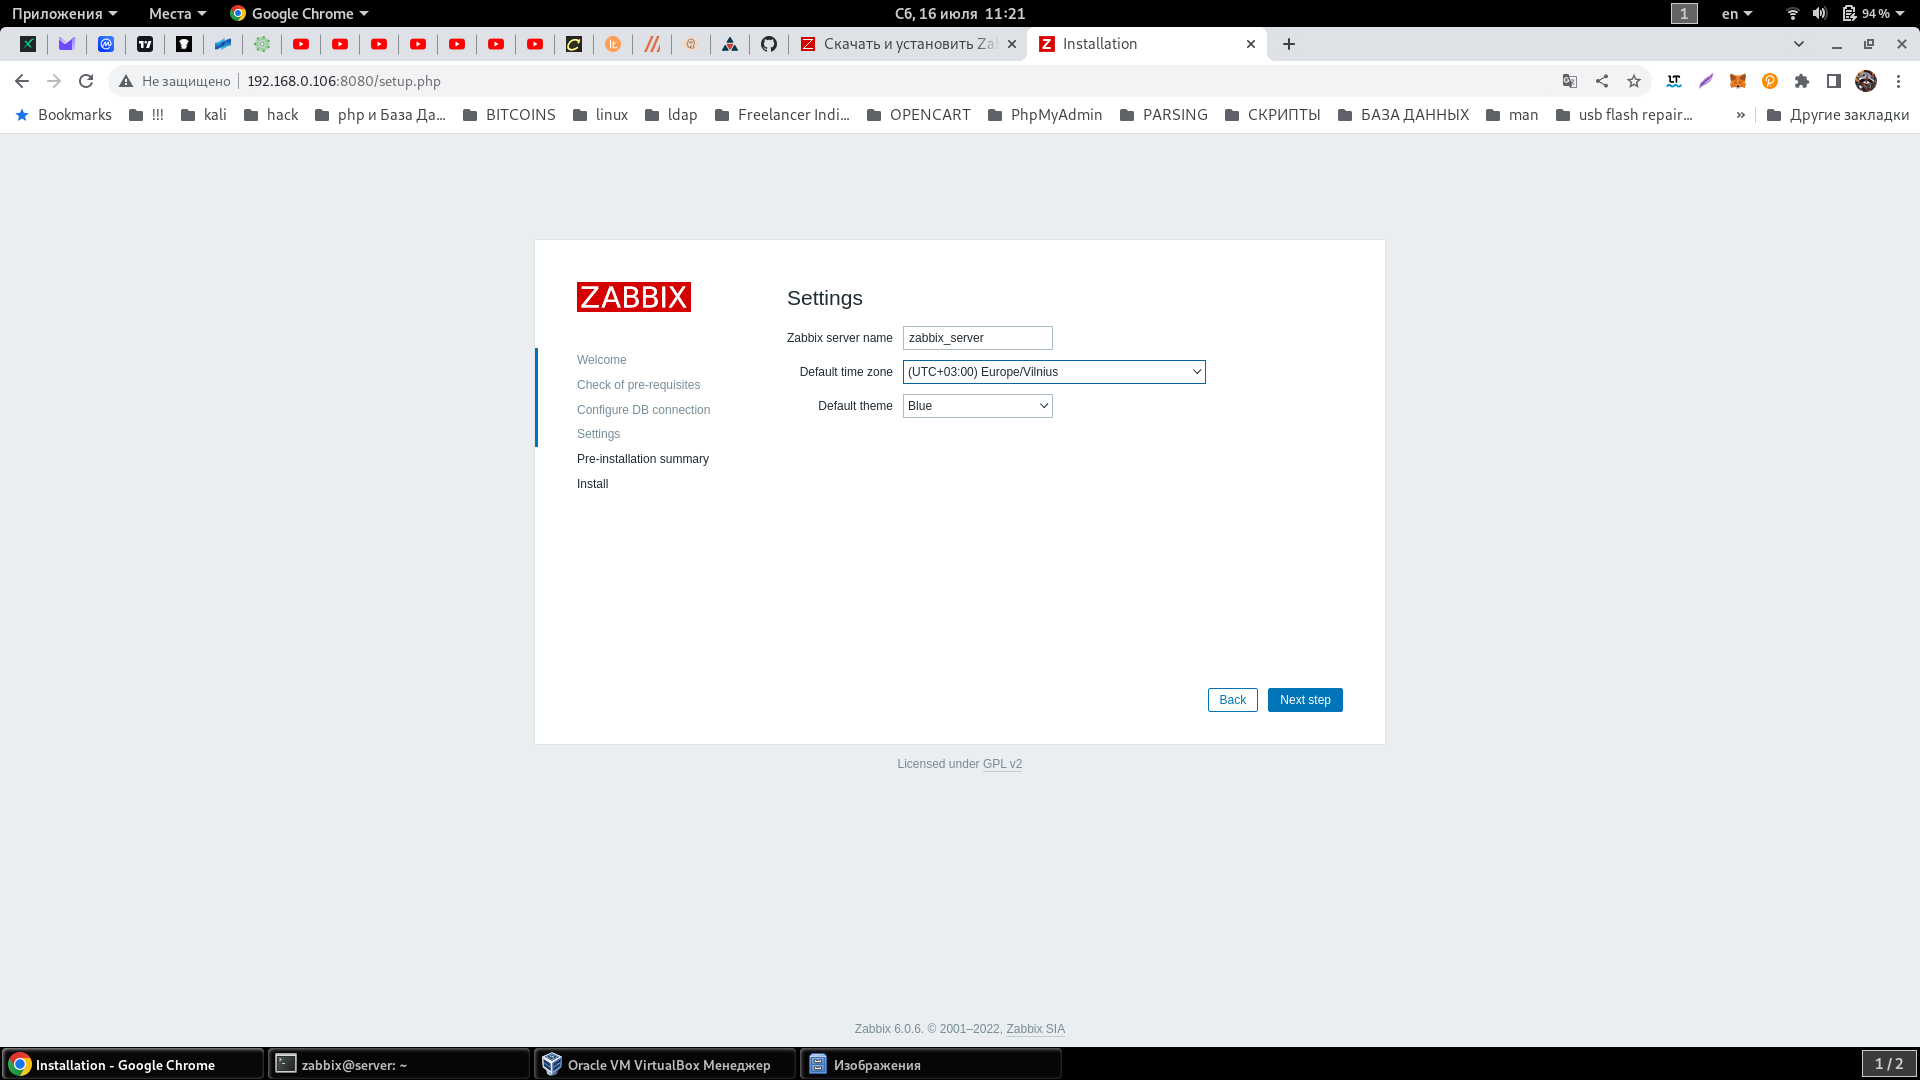 Приложения Места Google Chrome Сб, 16 июля 11:21 1 en 94 %
Скачать и установить Zab Installation
Не защищено 192.168.0.106:8080/setup.php
Bookmarks !!! kali hack php и База Да... BITCOINS linux ldap Freelancer Indi... OPENCART PhpMyAdmin PARSING СКРИПТЫ БАЗА ДАННЫХ man usb flash repair... » Другие закладки
ZABBIX
Welcome
Check of pre-requisites
Configure DB connection
Settings
Pre-installation summary
Install
Settings
Zabbix server name zabbix_server
Default time zone (UTC+03:00) Europe/Vilnius
Default theme Blue
Back Next step
Licensed under GPL v2
Zabbix 6.0.6. © 2001–2022, Zabbix SIA
Installation - Google Chrome zabbix@server: ~ Oracle VM VirtualBox Менеджер Изображения 1 / 2